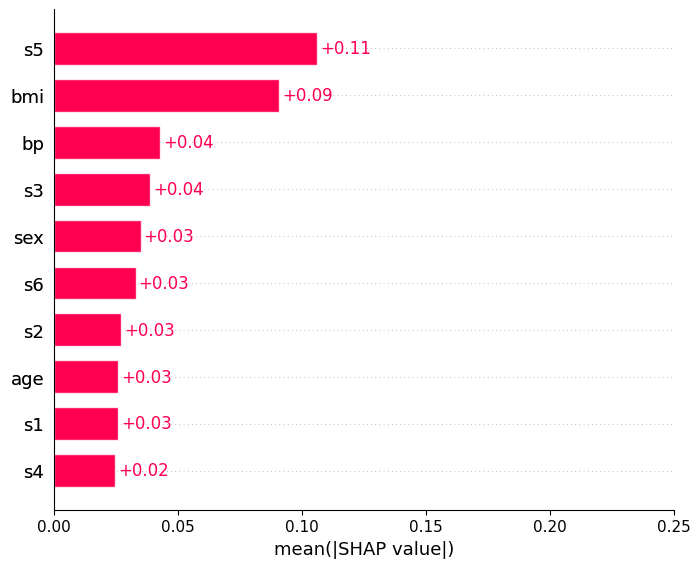 s5 +0.11
bmi +0.09
bp +0.04
s3 +0.04
sex +0.03
s6 +0.03
s2 +0.03
age +0.03
s1 +0.03
s4 +0.02
0.00 0.05 0.10 0.15 0.20 0.25
mean(|SHAP value|)